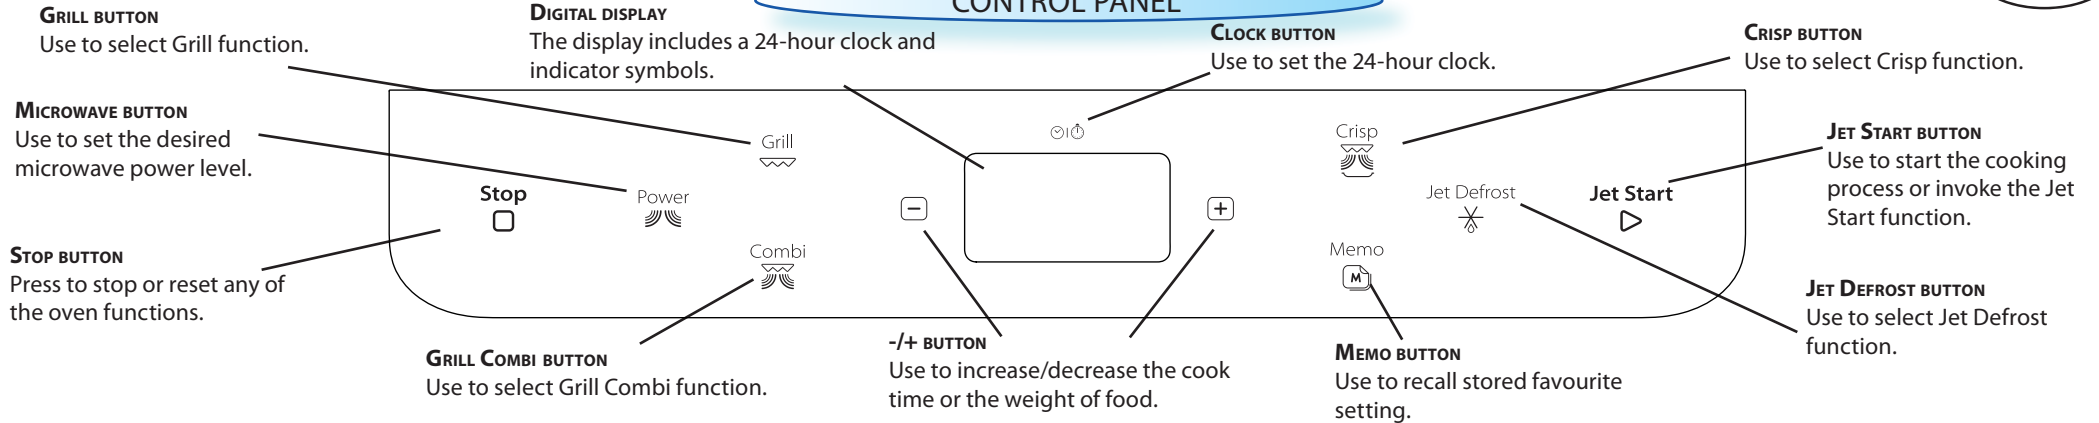 CONTROL PANEL
GRILL BUTTON
Use to select Grill function.
DIGITAL DISPLAY
The display includes a 24-hour clock and
indicator symbols.
CLOCK BUTTON
Use to set the 24-hour clock.
CRISP BUTTON
Use to select Crisp function.
MICROWAVE BUTTON
Use to set the desired
microwave power level.
JET START BUTTON
Use to start the cooking
process or invoke the Jet
Start function.
Grill
Crisp
Stop
Power
Jet Defrost
Jet Start
Combi
Memo
M
STOP BUTTON
Press to stop or reset any of
the oven functions.
GRILL COMBI BUTTON
Use to select Grill Combi function.
-/+ BUTTON
Use to increase/decrease the cook
time or the weight of food.
MEMO BUTTON
Use to recall stored favourite
setting.
JET DEFROST BUTTON
Use to select Jet Defrost
function.